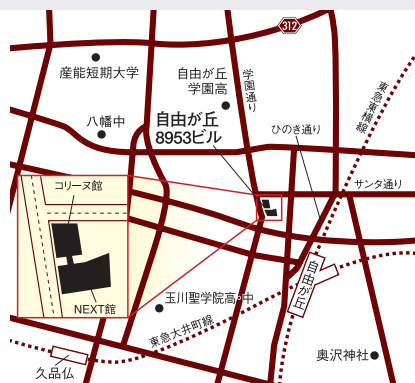 312
産能短期大学
自由が丘
学園高
学園通り
東急東横線
八幡中
自由が丘
8953ビル
ひのき通り
サンタ通り
コリーヌ館
NEXT館
自由が丘
玉川聖学院高・中
東急大井町線
久品仏
奥沢神社